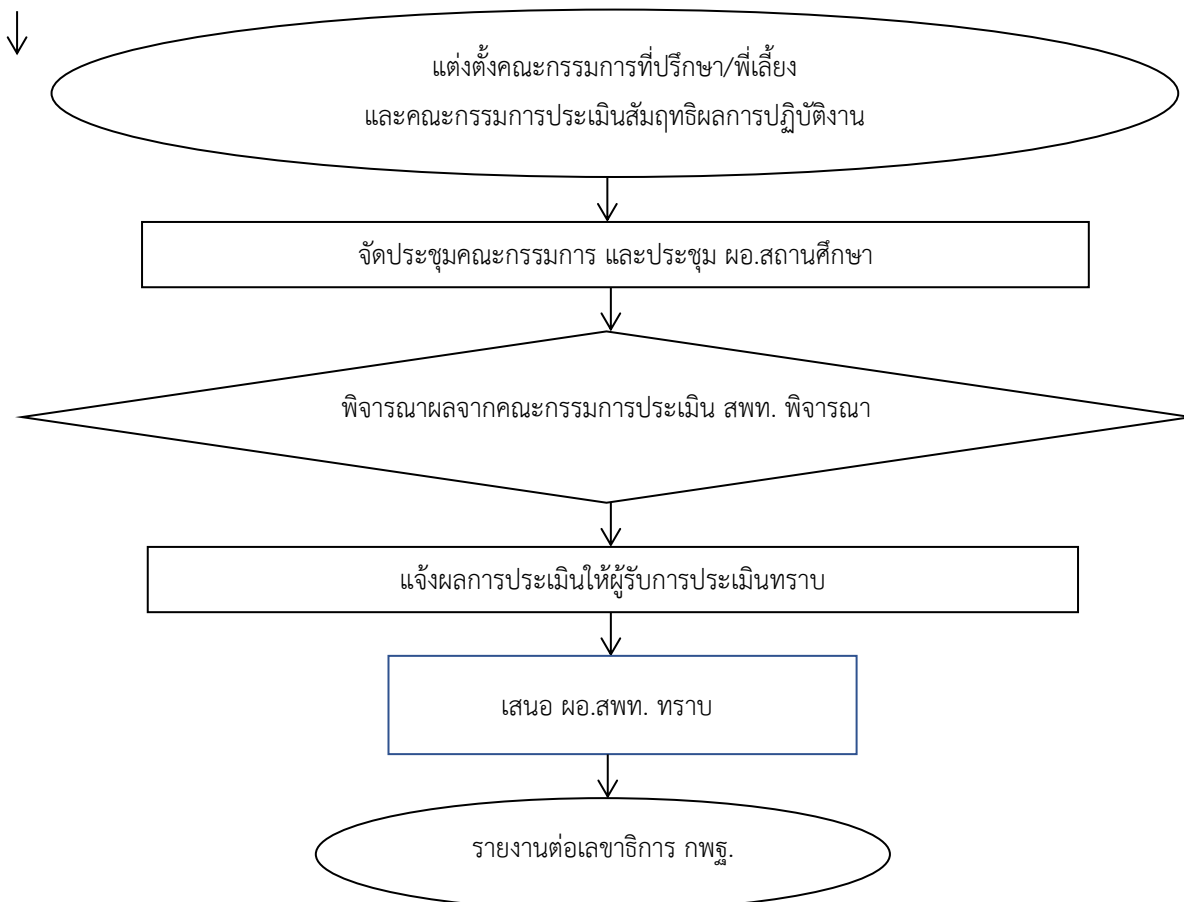 แต่งตั้งคณะกรรมการที่ปรึกษา/พี่เลี้ยง
และคณะกรรมการประเมินสัมฤทธิผลการปฏิบัติงาน
จัดประชุมคณะกรรมการ และประชุม ผอ.สถานศึกษา
พิจารณาผลจากคณะกรรมการประเมิน สพท. พิจารณา
แจ้งผลการประเมินให้ผู้รับการประเมินทราบ
เสนอ ผอ.สพท. ทราบ
รายงานต่อเลขาธิการ กพฐ.